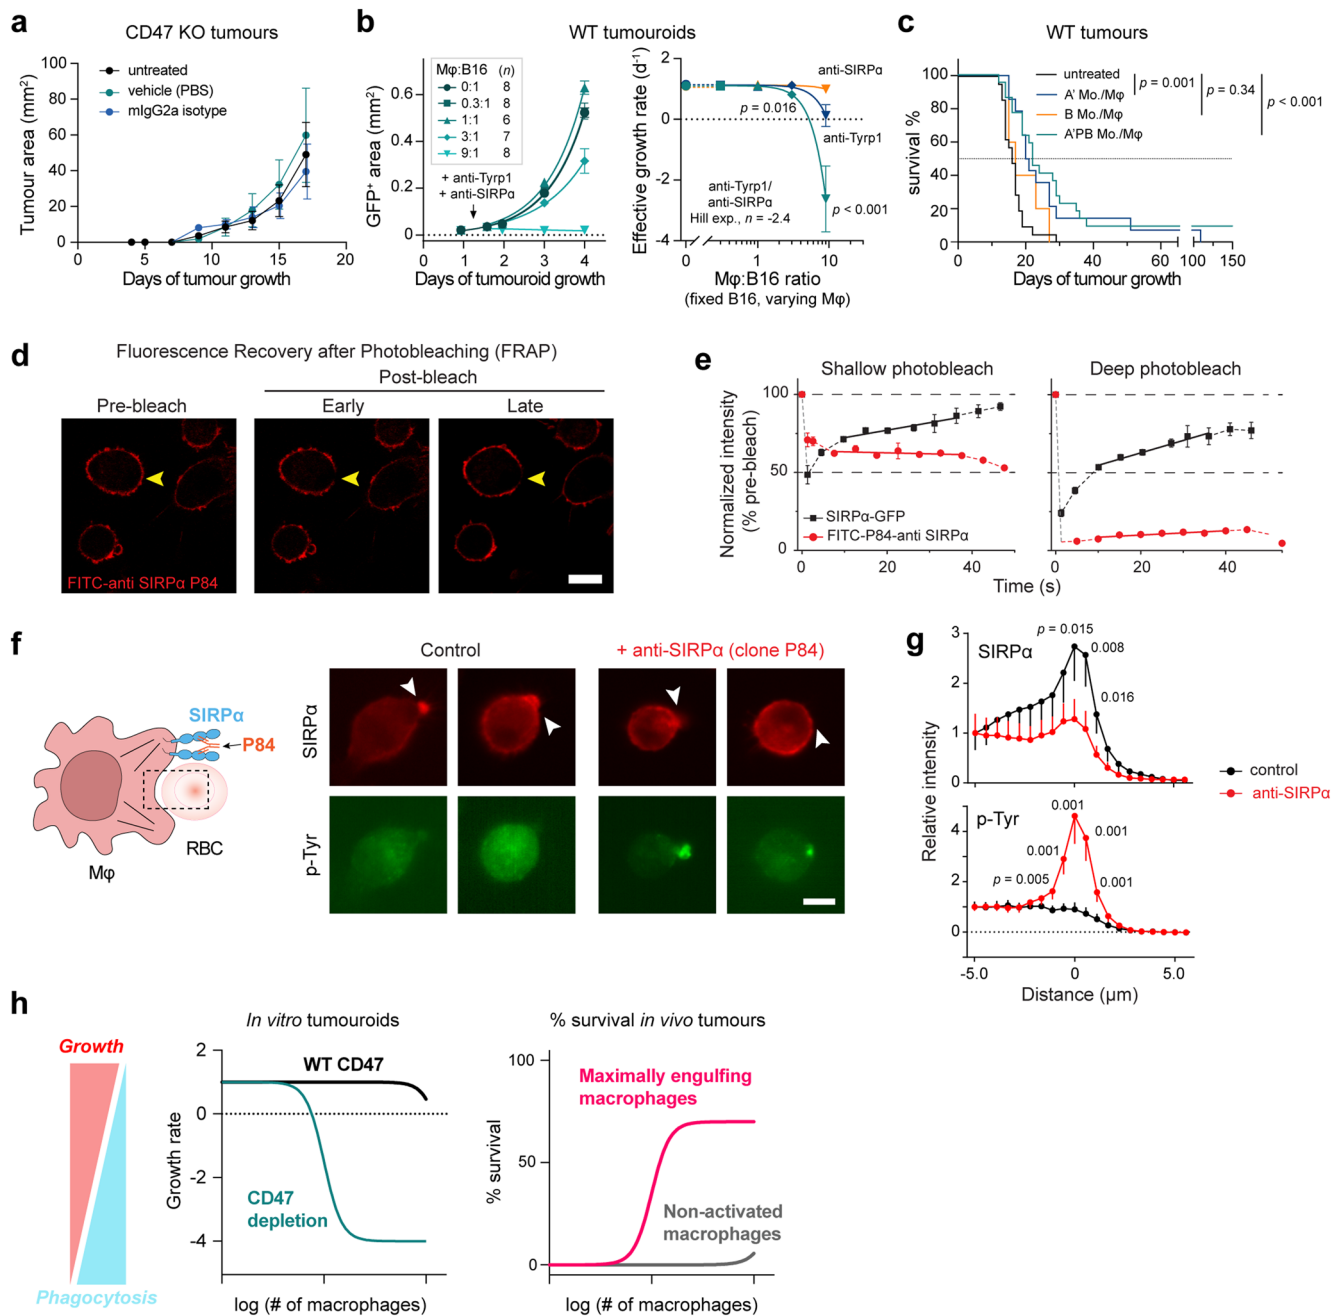 a
CD47 KO tumours
untreated
vehicle (PBS)
mIgG2a isotype
Tumour area (mm²)
100
80
60
40
20
0
0 5 10 15 20
Days of tumour growth
b
WT tumouroids
Mφ:B16 (n)
0:1 8
0.3:1 8
1:1 6
3:1 7
9:1 8
+ anti-Tyrp1
+ anti-SIRPα
GFP⁺ area (mm²)
0.6
0.4
0.2
0
0 1 2 3 4
Days of tumouroid growth
Effective growth rate (d⁻¹)
2
0
-2
-4
anti-SIRPα
p = 0.016
anti-Tyrp1
anti-Tyrp1/
anti-SIRPα
Hill exp., n = -2.4
p < 0.001
0 1 10
Mφ:B16 ratio
(fixed B16, varying Mφ)
c
WT tumours
untreated
A' Mo./Mφ
B Mo./Mφ
A'PB Mo./Mφ
p = 0.001
p = 0.34
p < 0.001
survival %
100
80
60
40
20
0
0 20 40 60 100 150
Days of tumour growth
d
Fluorescence Recovery after Photobleaching (FRAP)
Post-bleach
Pre-bleach
Early
Late
FITC-anti SIRPα P84
e
Shallow photobleach
Deep photobleach
Normalized intensity
(% pre-bleach)
100
50
0
SIRPα-GFP
FITC-P84-anti SIRPα
0 20 40
0 20 40
Time (s)
f
SIRPα
P84
RBC
Mφ
Control
+ anti-SIRPα (clone P84)
SIRPα
p-Tyr
g
SIRPα
p = 0.015
0.008
0.016
3
2
1
0
control
anti-SIRPα
Relative intensity
p-Tyr
0.001
0.001
0.001
p = 0.005
0.001
4
2
0
-5.0 0 5.0
Distance (µm)
h
Growth
Phagocytosis
In vitro tumouroids
WT CD47
CD47
depletion
Growth rate
2
0
-2
-4
log (# of macrophages)
% survival in vivo tumours
Maximally engulfing
macrophages
Non-activated
macrophages
% survival
100
50
0
log (# of macrophages)